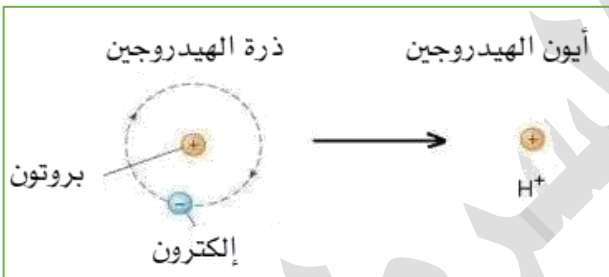 أيون الهيدروجين
ذرة الهيدروجين
+
+
H⁺
بروتون
−
إلكترون